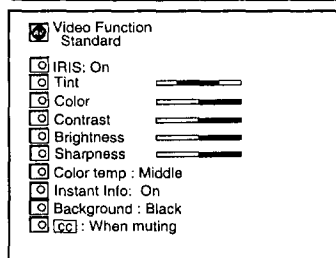 Video Function
Standard
IRIS: On
Tint
Color
Contrast
Brightness
Sharpness
Color temp : Middle
Instant Info: On
Background : Black
CC : When muting